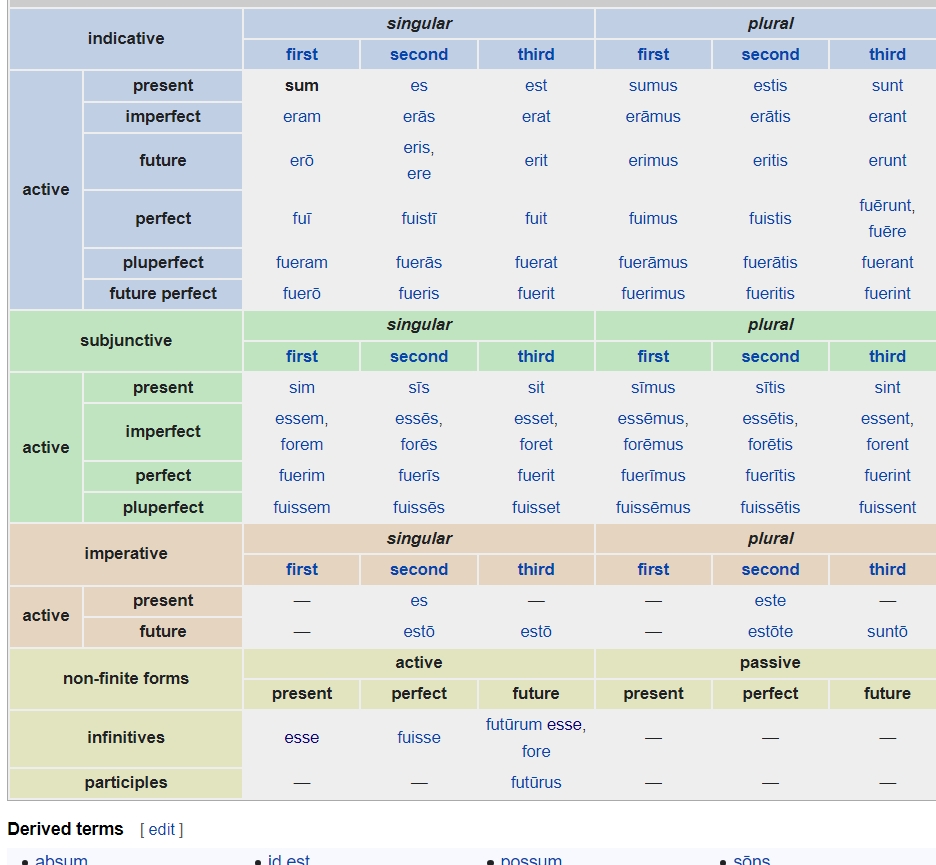 indicative singular plural
first second third first second third
active present sum es est sumus estis sunt
imperfect eram erās erat erāmus erātis erant
future erō eris, ere erit erimus eritis erunt
perfect fuī fuistī fuit fuimus fuistis fuērunt, fuēre
pluperfect fueram fuerās fuerat fuerāmus fuerātis fuerant
future perfect fuerō fueris fuerit fuerimus fueritis fuerint
subjunctive singular plural
first second third first second third
active present sim sīs sit sīmus sītis sint
imperfect essem, forem essēs, forēs esset, foret essēmus, forēmus essētis, forētis essent, forent
perfect fuerim fuerīs fuerit fuerīmus fuerītis fuerint
pluperfect fuissem fuissēs fuisset fuissēmus fuissētis fuissent
imperative singular plural
first second third first second third
active present — es — — este —
future — estō estō — estōte suntō
non-finite forms active passive
present perfect future present perfect future
infinitives esse fuisse futūrum esse, fore — — —
participles — — futūrus — — —
Derived terms [ edit ]
• absum • id est • possum • sōns